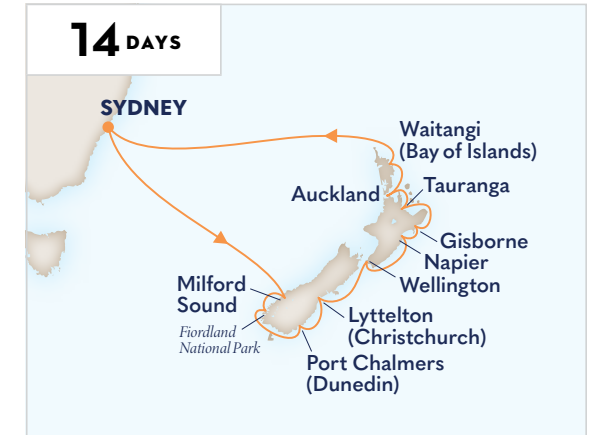 14 DAYS
SYDNEY
Waitangi
(Bay of Islands)
Auckland
Tauranga
Gisborne
Napier
Wellington
Milford
Sound
Fiordland
National Park
Lyttelton
(Christchurch)
Port Chalmers
(Dunedin)